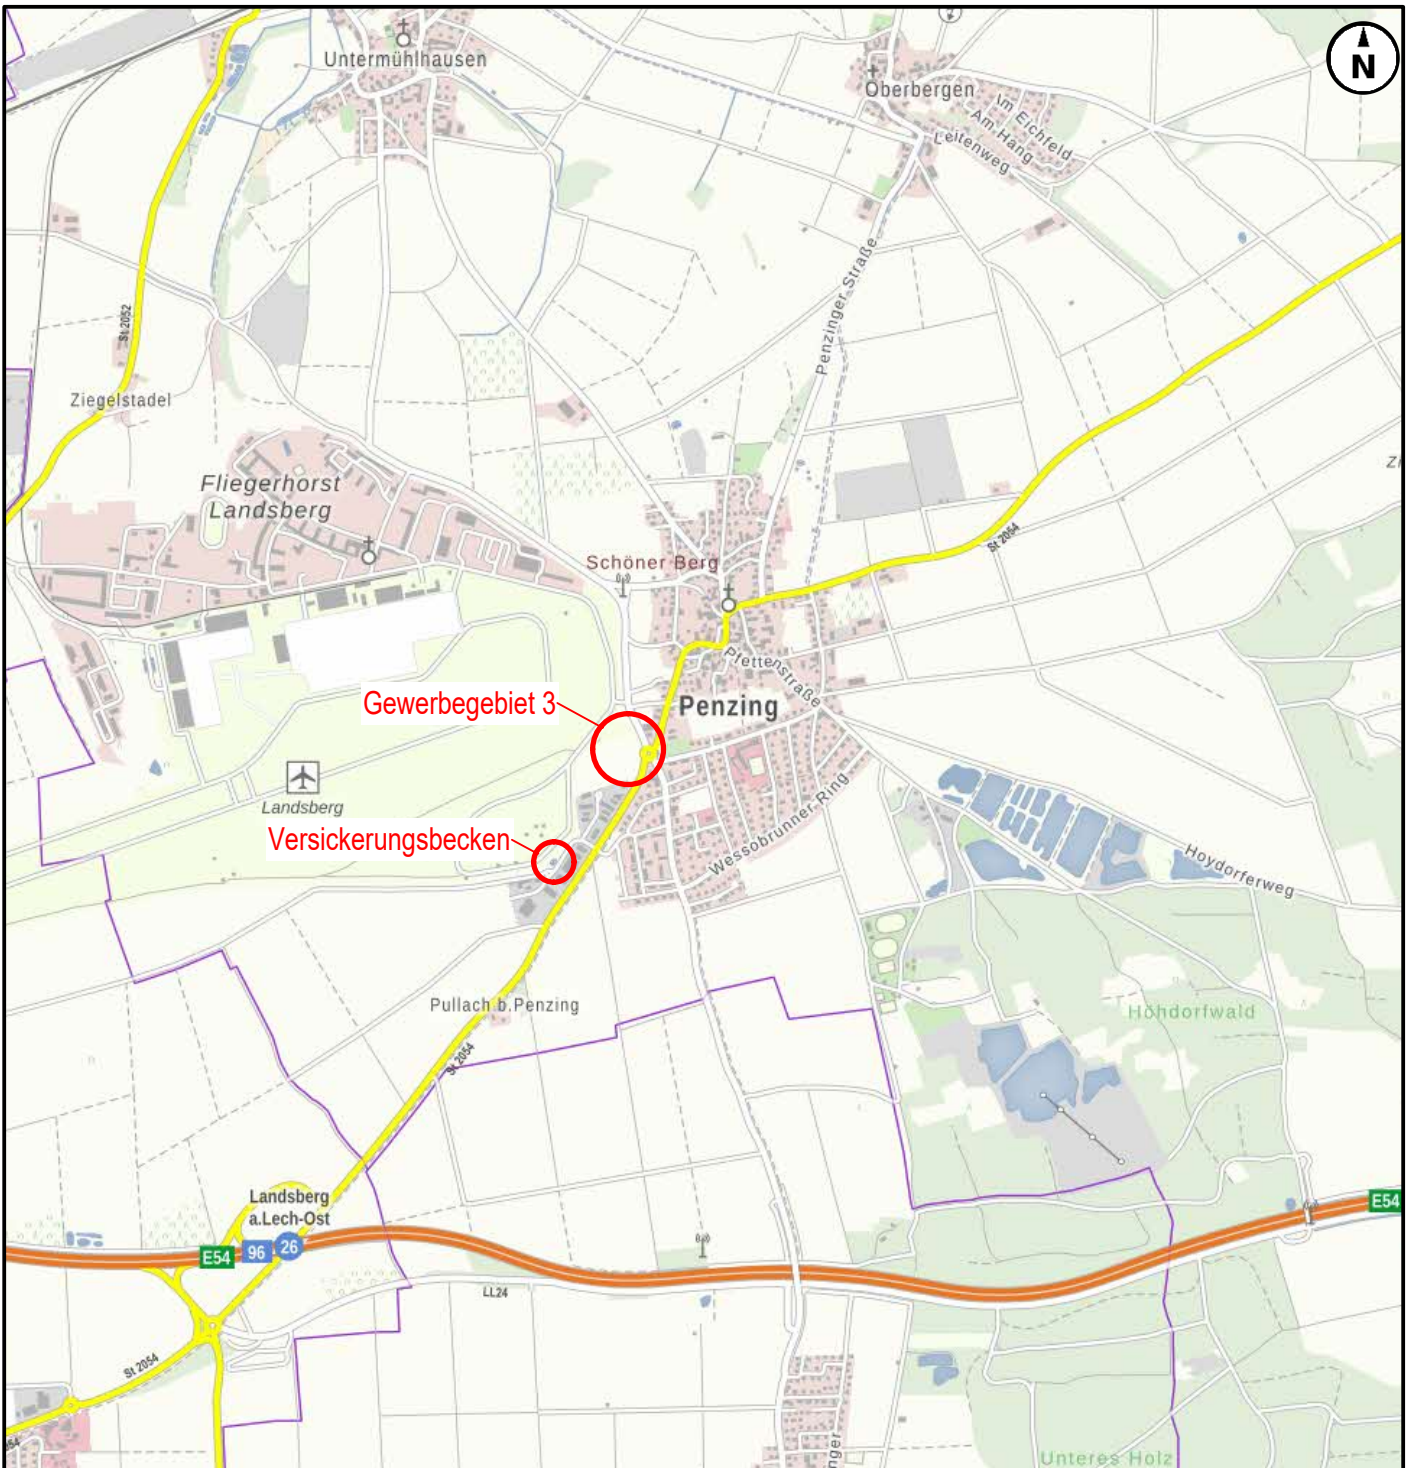 Untermühlhausen
N
Oberbergen
Am Eichfeld
Am Hang
Leitenweg
Penzinger Straße
St 2052
Ziegelstadel
Fliegerhorst
Landsberg
St 2054
Schöner Berg
Pfettenstraße
Gewerbegebiet 3
Penzing
Landsberg
Wessobrunner-Ring
Versickerungsbecken
Hoydorferweg
Pullach b.Penzing
Höhdorfwald
St 2054
Landsberg
a.Lech-Ost
E54
96
26
E54
LL24
St 2054
Unteres Holz